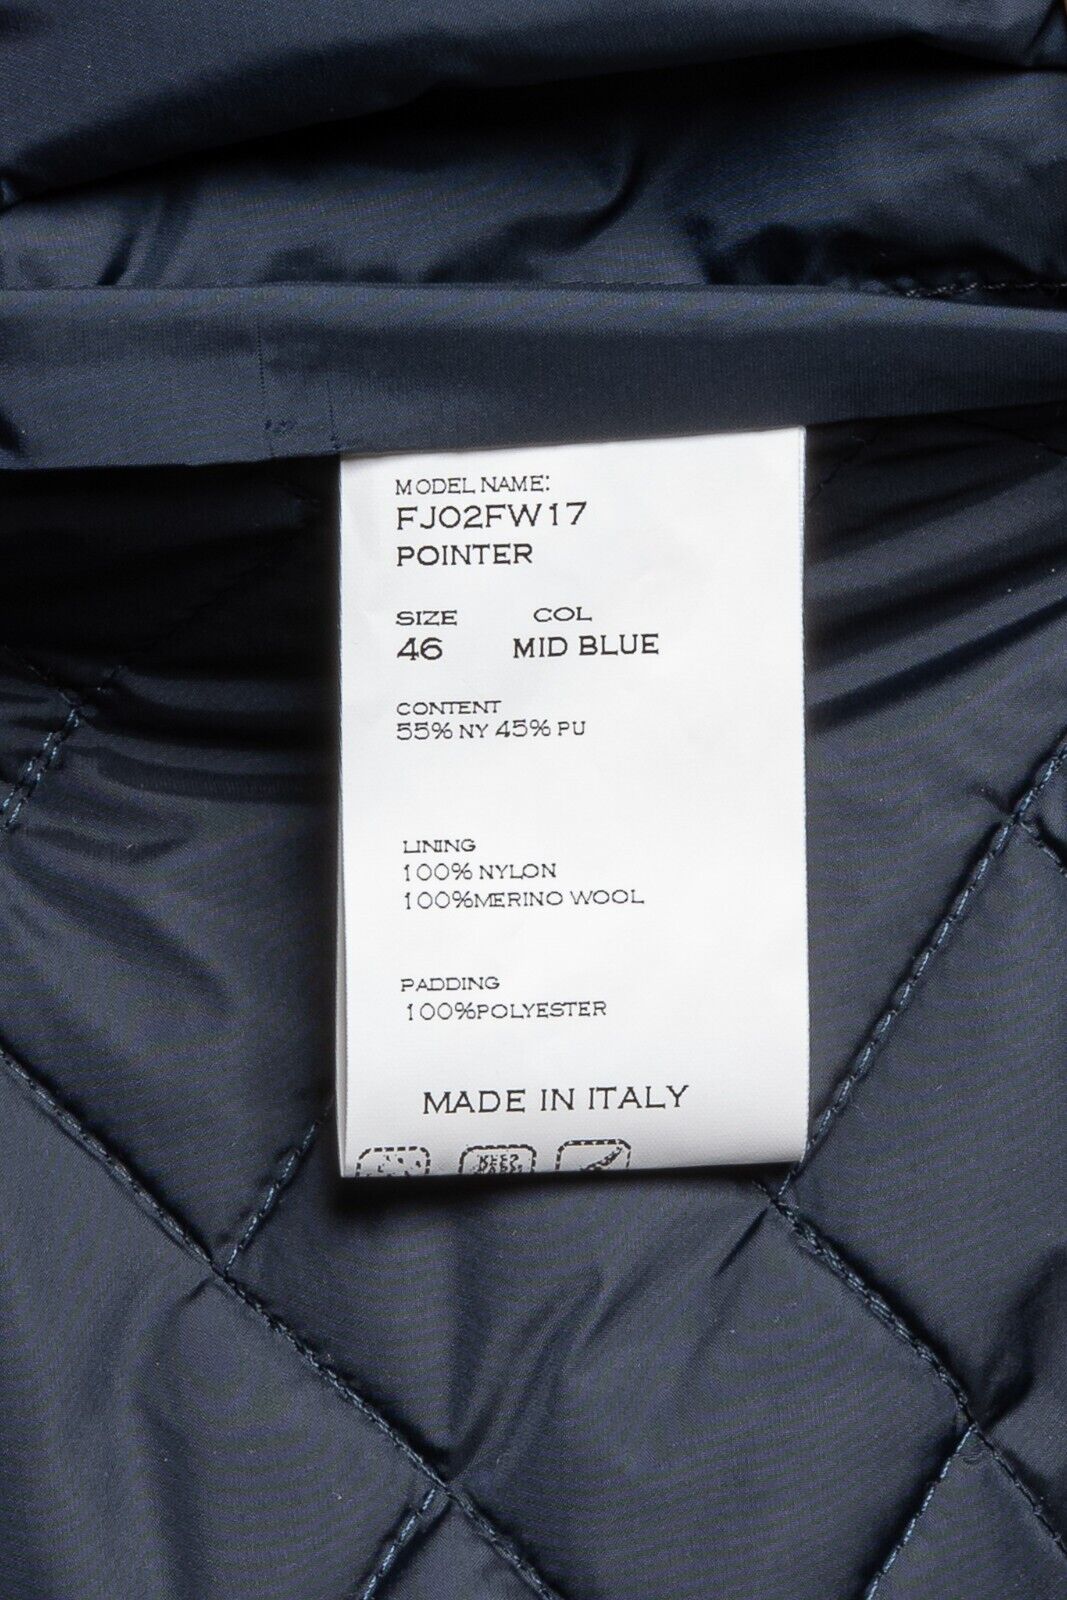 MODEL NAME:
FJ02FW17
POINTER
SIZE COL
46 MID BLUE
CONTENT
55% NY 45% PU
LINING
100% NYLON
100%MERINO WOOL
PADDING
100%POLYESTER
MADE IN ITALY
KEEP